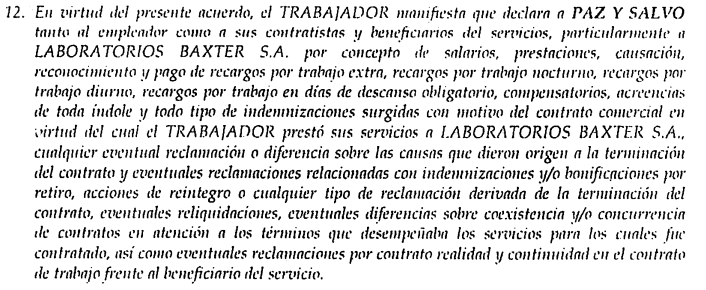 12. En virtud del presente acuerdo, el TRABAJADOR manifiesta que declara a PAZ Y SALVO
tanto al empleador como a sus contratistas y beneficiarios del servicios, particularmente a
LABORATORIOS BAXTER S.A. por concepto de salarios, prestaciones, causación,
reconocimiento y pago de recargos por trabajo extra, recargos por trabajo nocturno, recargos por
trabajo diurno, recargos por trabajo en días de descanso obligatorio, compensatorios, acreencias
de toda índole y todo tipo de indemnizaciones surgidas con motivo del contrato comercial en
virtud del cual el TRABAJADOR prestó sus servicios a LABORATORIOS BAXTER S.A.,
cualquier eventual reclamación o diferencia sobre las causas que dieron origen a la terminación
del contrato y eventuales reclamaciones relacionadas con indemnizaciones y/o bonificaciones por
retiro, acciones de reintegro o cualquier tipo de reclamación derivada de la terminación del
contrato, eventuales reliquidaciones, eventuales diferencias sobre coexistencia y/o concurrencia
de contratos en atención a los términos que desempeñaba los servicios para los cuales fue
contratado, así como eventuales reclamaciones por contrato realidad y continuidad en el contrato
de trabajo frente al beneficiario del servicio.